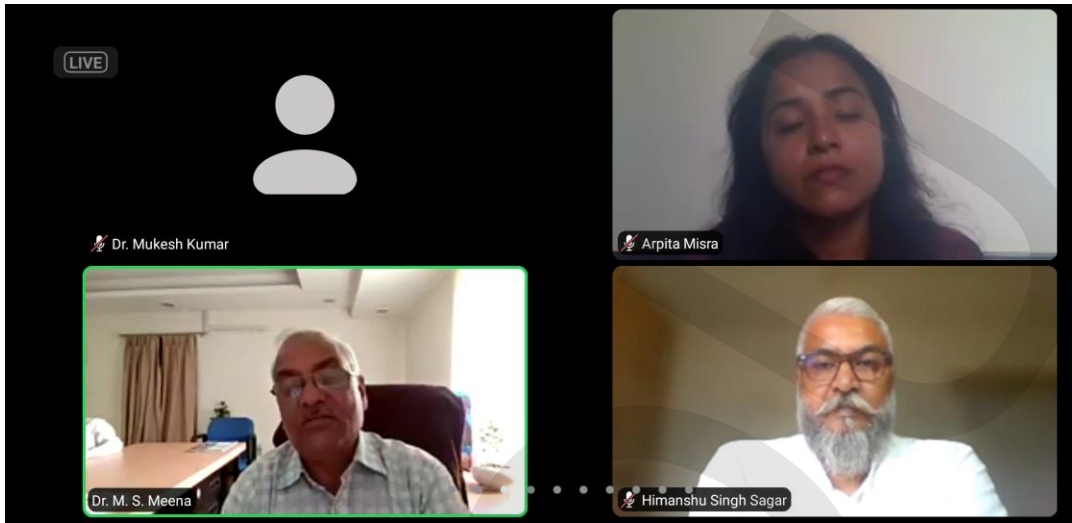 LIVE
Dr. Mukesh Kumar
Arpita Misra
Dr. M. S. Meena
Himanshu Singh Sagar